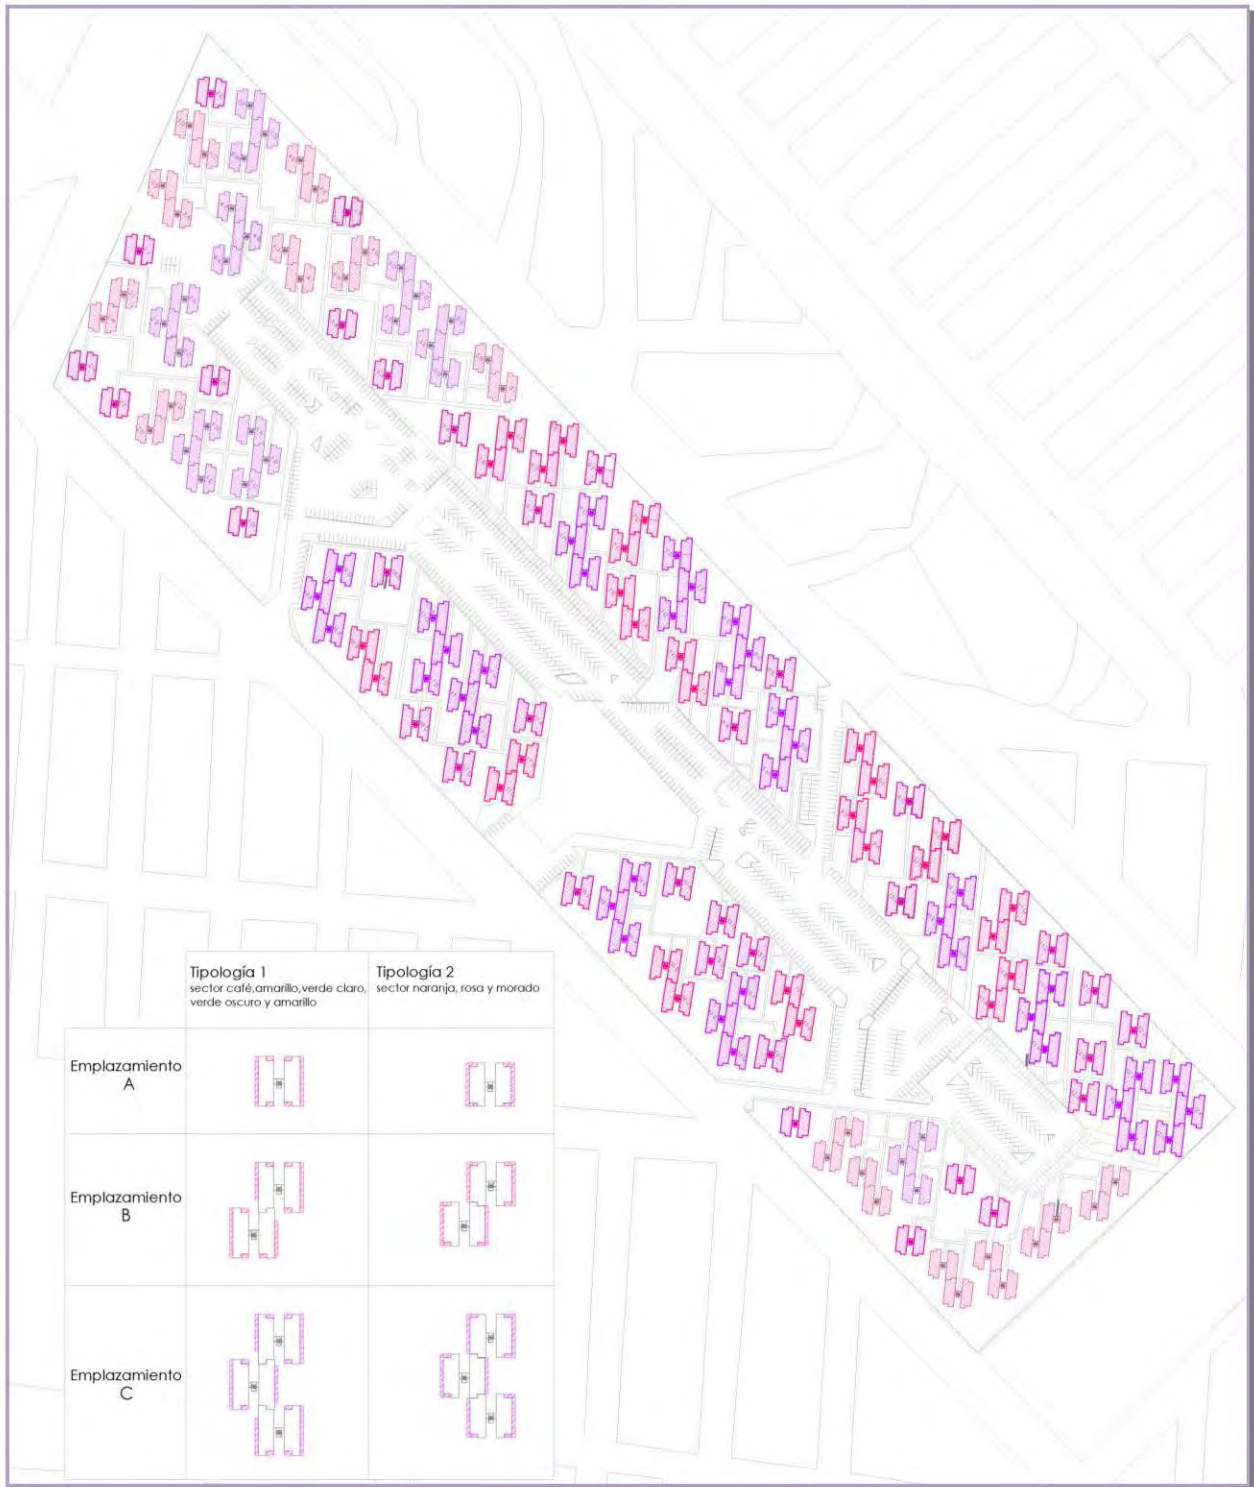 Tipología 1
sector café,amarillo,verde claro,
verde oscuro y amarillo
Tipología 2
sector naranja, rosa y morado
Emplazamiento
A
Emplazamiento
B
Emplazamiento
C